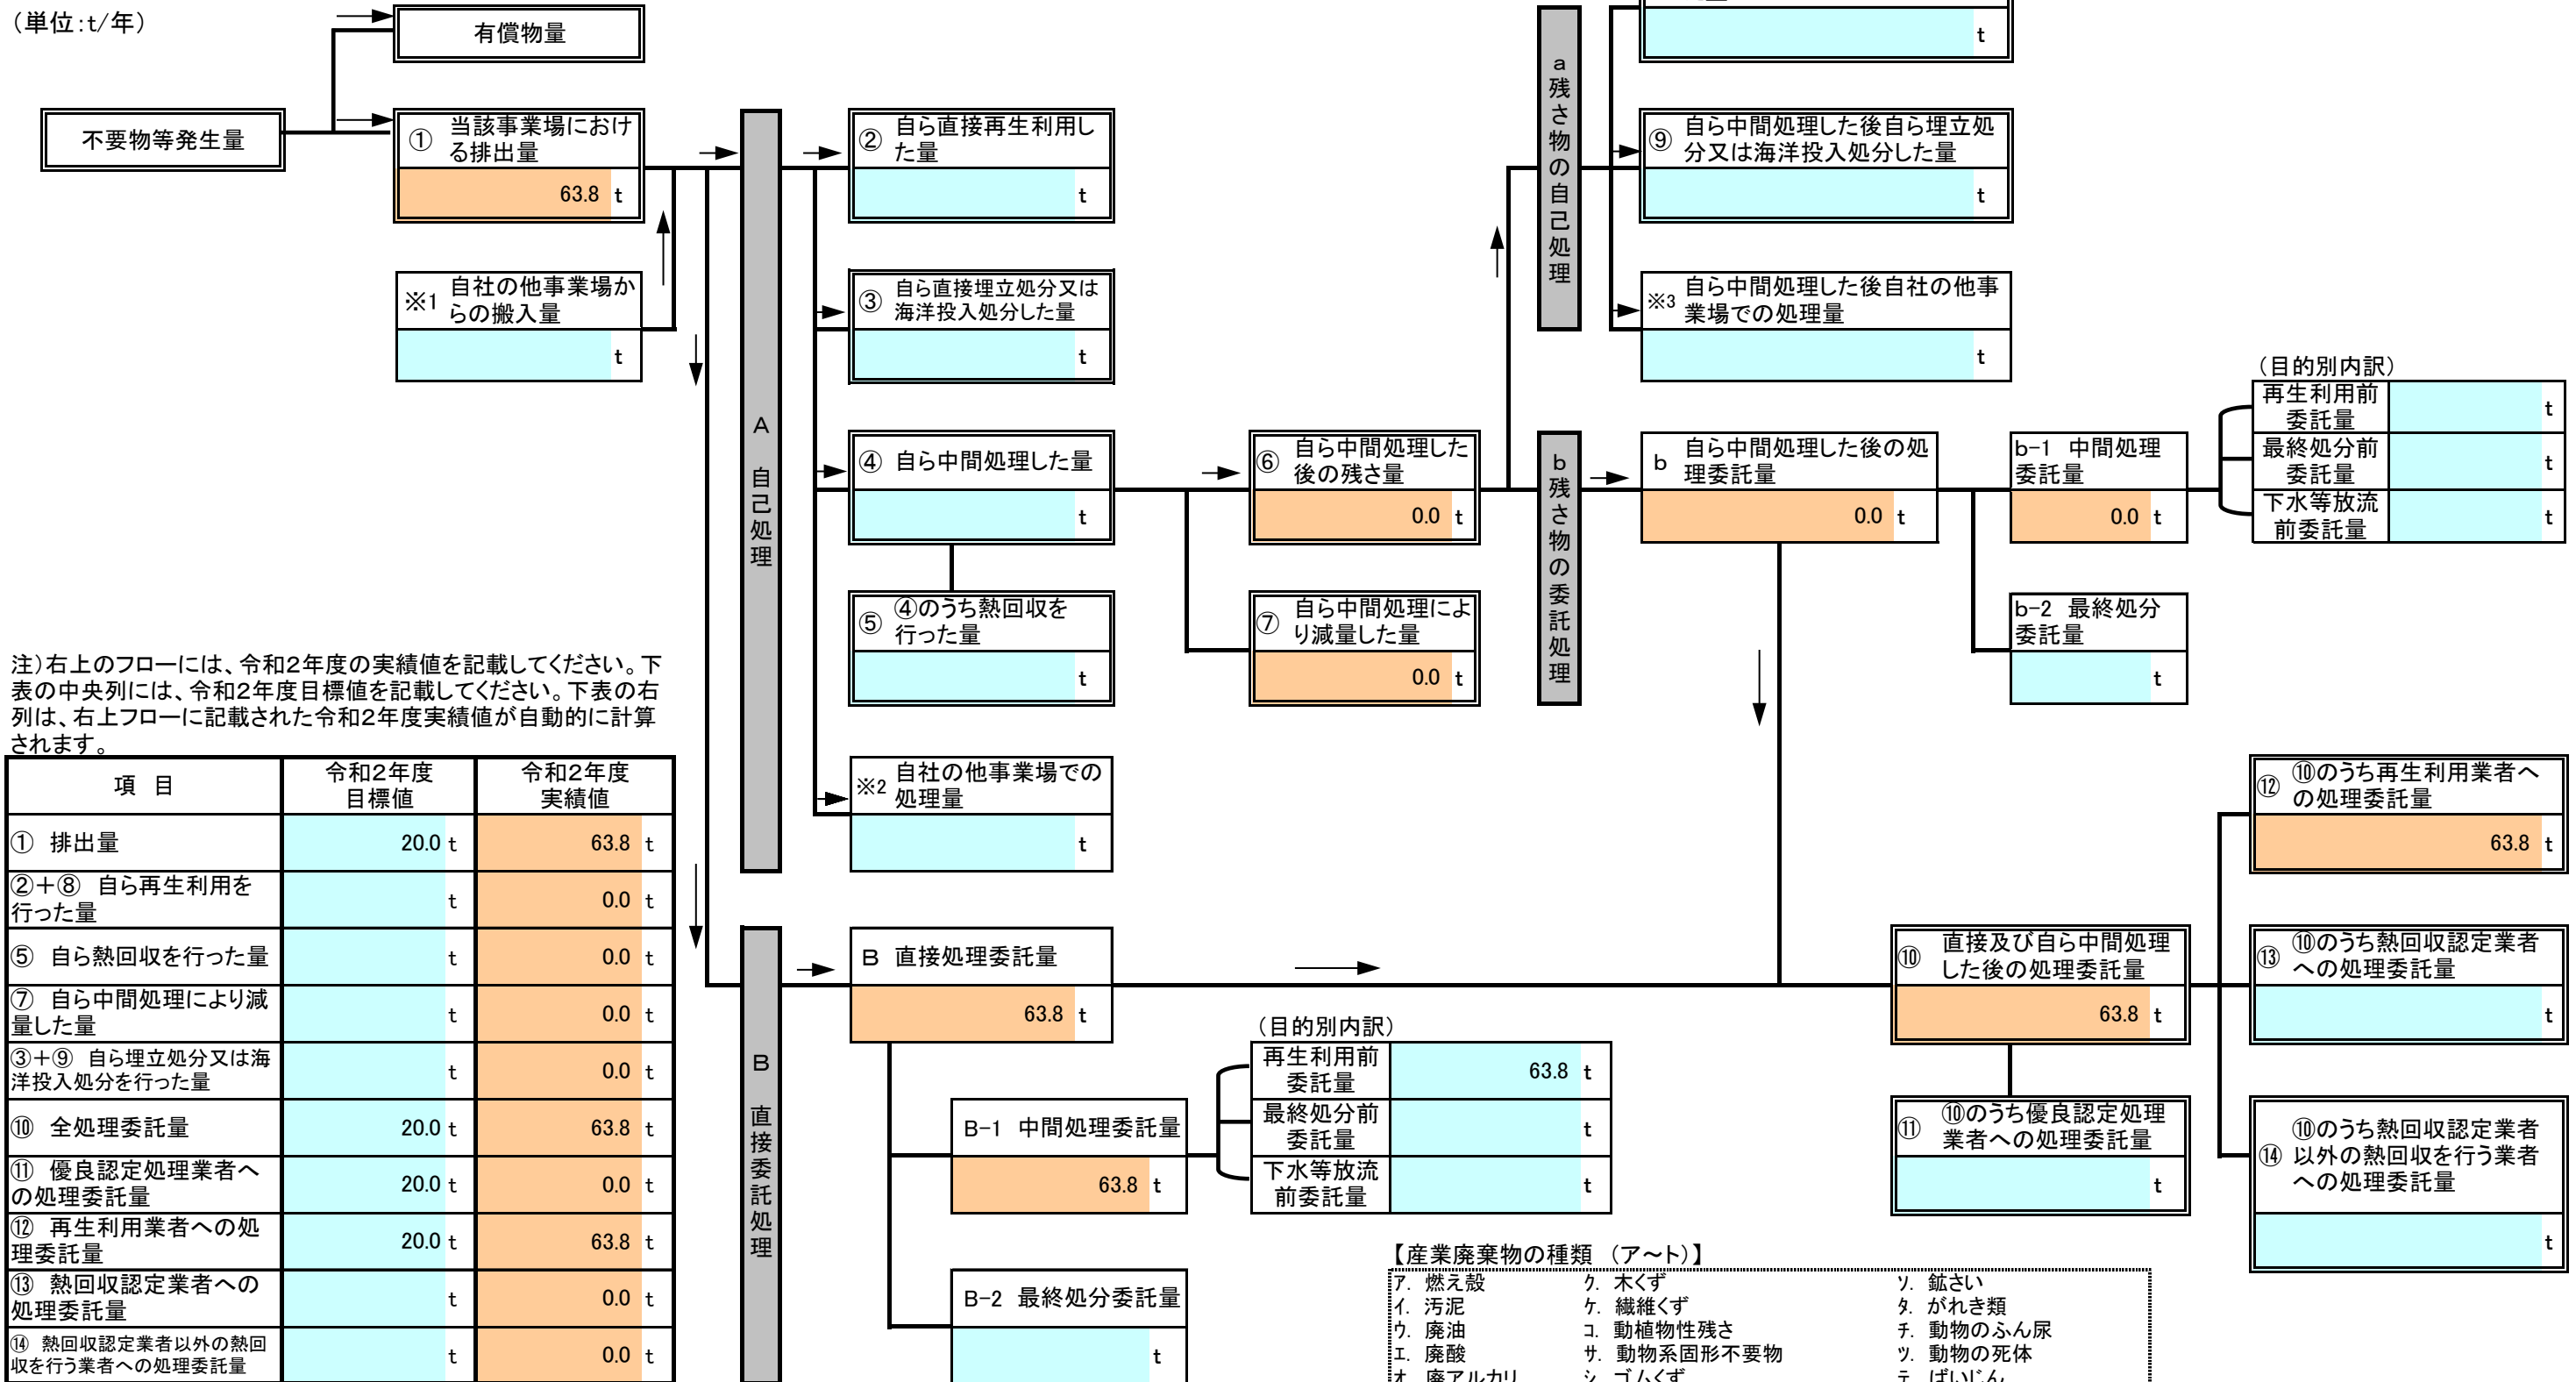 (単位:t/年)
有償物量
t
不要物等発生量
① 当該事業場におけ
る排出量
63.8 t
② 自ら直接再生利用し
た量
t
a 残さ物の自己処理
⑨ 自ら中間処理した後自ら埋立処
分又は海洋投入処分した量
t
※1 自社の他事業場か
らの搬入量
t
③ 自ら直接埋立処分又は
海洋投入処分した量
t
※3 自ら中間処理した後自社の他事
業場での処理量
t
A 自己処理
④ 自ら中間処理した量
t
⑥ 自ら中間処理した
後の残さ量
0.0 t
b 残さ物の委託処理
b 自ら中間処理した後の処
理委託量
0.0 t
b-1 中間処理
委託量
0.0 t
(目的別内訳)
再生利用前
委託量
t
最終処分前
委託量
t
下水等放流
前委託量
t
⑤ ④のうち熱回収を
行った量
t
⑦ 自ら中間処理によ
り減量した量
0.0 t
b-2 最終処分
委託量
t
注)右上のフローには、令和2年度の実績値を記載してください。下
表の中央列には、令和2年度目標値を記載してください。下表の右
列は、右上フローに記載された令和2年度実績値が自動的に計算
されます。
※2 自社の他事業場での
処理量
t
項 目 令和2年度 目標値 令和2年度 実績値
① 排出量 20.0 t 63.8 t
②+⑧ 自ら再生利用を
行った量 t 0.0 t
⑤ 自ら熱回収を行った量 t 0.0 t
⑦ 自ら中間処理により減
量した量 t 0.0 t
③+⑨ 自ら埋立処分又は海
洋投入処分を行った量 t 0.0 t
⑩ 全処理委託量 20.0 t 63.8 t
⑪ 優良認定処理業者へ
の処理委託量 20.0 t 0.0 t
⑫ 再生利用業者への処
理委託量 20.0 t 63.8 t
⑬ 熱回収認定業者への
処理委託量 t 0.0 t
⑭ 熱回収認定業者以外の熱回
収を行う業者への処理委託量 t 0.0 t
B 直接委託処理
B 直接処理委託量
63.8 t
B-1 中間処理委託量
63.8 t
(目的別内訳)
再生利用前
委託量
63.8 t
最終処分前
委託量
t
下水等放流
前委託量
t
B-2 最終処分委託量
t
⑩ 直接及び自ら中間処理
した後の処理委託量
63.8 t
⑪ ⑩のうち優良認定処理
業者への処理委託量
t
⑫ ⑩のうち再生利用業者へ
の処理委託量
63.8 t
⑬ ⑩のうち熱回収認定業者
への処理委託量
t
⑭ ⑩のうち熱回収認定業者
以外の熱回収を行う業者
への処理委託量
t
【産業廃棄物の種類 (ア~ト)】
ア. 燃え殻 ク. 木くず ソ. 鉱さい
イ. 汚泥 ケ. 繊維くず タ. がれき類
ウ. 廃油 コ. 動植物性残さ チ. 動物のふん尿
エ. 廃酸 サ. 動物系固形不要物 ツ. 動物の死体
オ. 廃アルカリ シ. ゴムくず テ. ばいじん